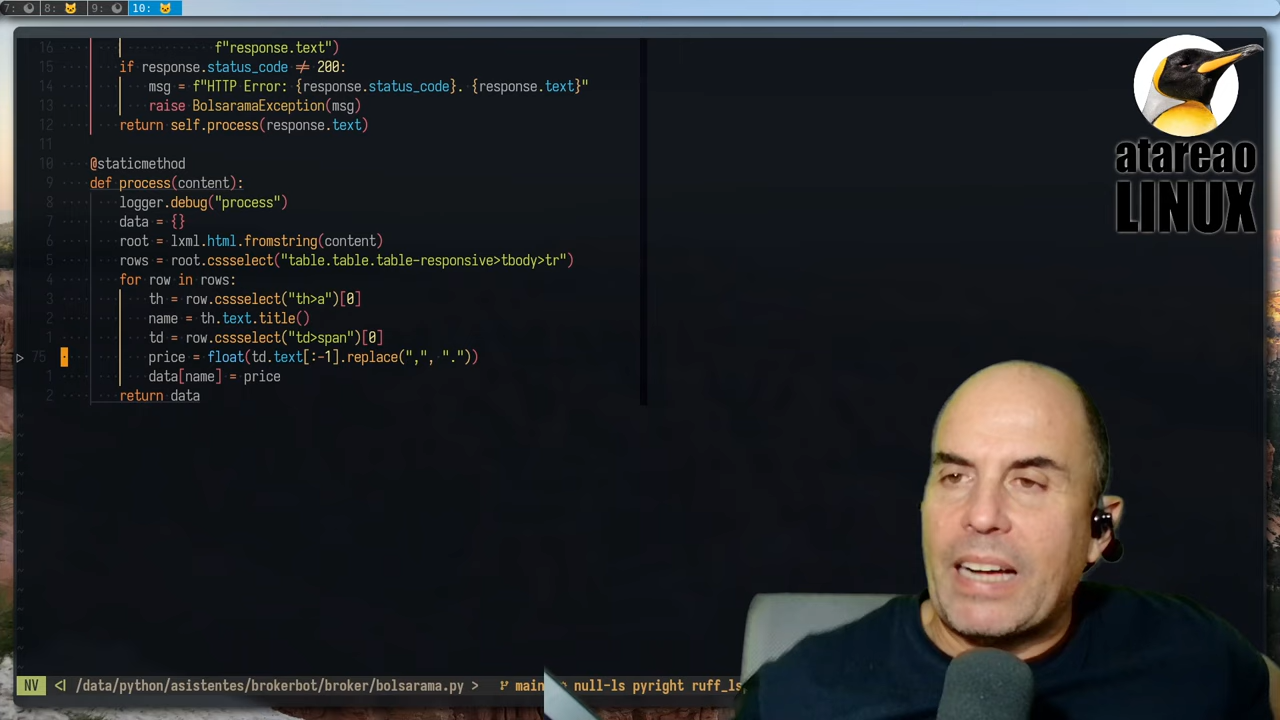 7: 8: 9: 10:
16 f"response.text")
15 if response.status_code ≠ 200:
14 msg = f"HTTP Error: {response.status_code}. {response.text}"
13 raise BolsaramaException(msg)
12 return self.process(response.text)
11
10 @staticmethod
9 def process(content):
8 logger.debug("process")
7 data = {}
6 root = lxml.html.fromstring(content)
5 rows = root.cssselect("table.table.table-responsive>tbody>tr")
4 for row in rows:
3 th = row.cssselect("th>a")[0]
2 name = th.text.title()
1 td = row.cssselect("td>span")[0]
75 price = float(td.text[:-1].replace(",", "."))
1 data[name] = price
2 return data
atareao
LINUX
NV /data/python/asistentes/brokerbot/broker/bolsarama.py > main null-ls pyright ruff_ls,